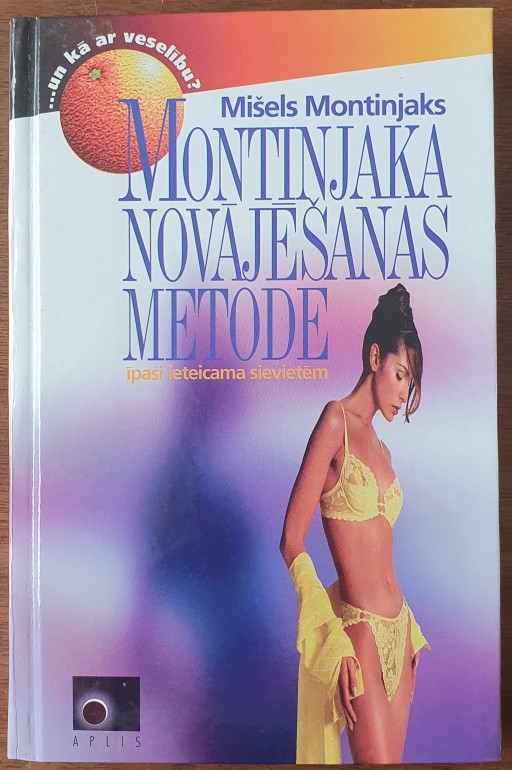 ...un kā ar veselību?
Mišels Montinjaks
MONTINJAKA
NOVĀJĒŠANAS
METODE
īpaši ieteicama sievietēm
APLIS